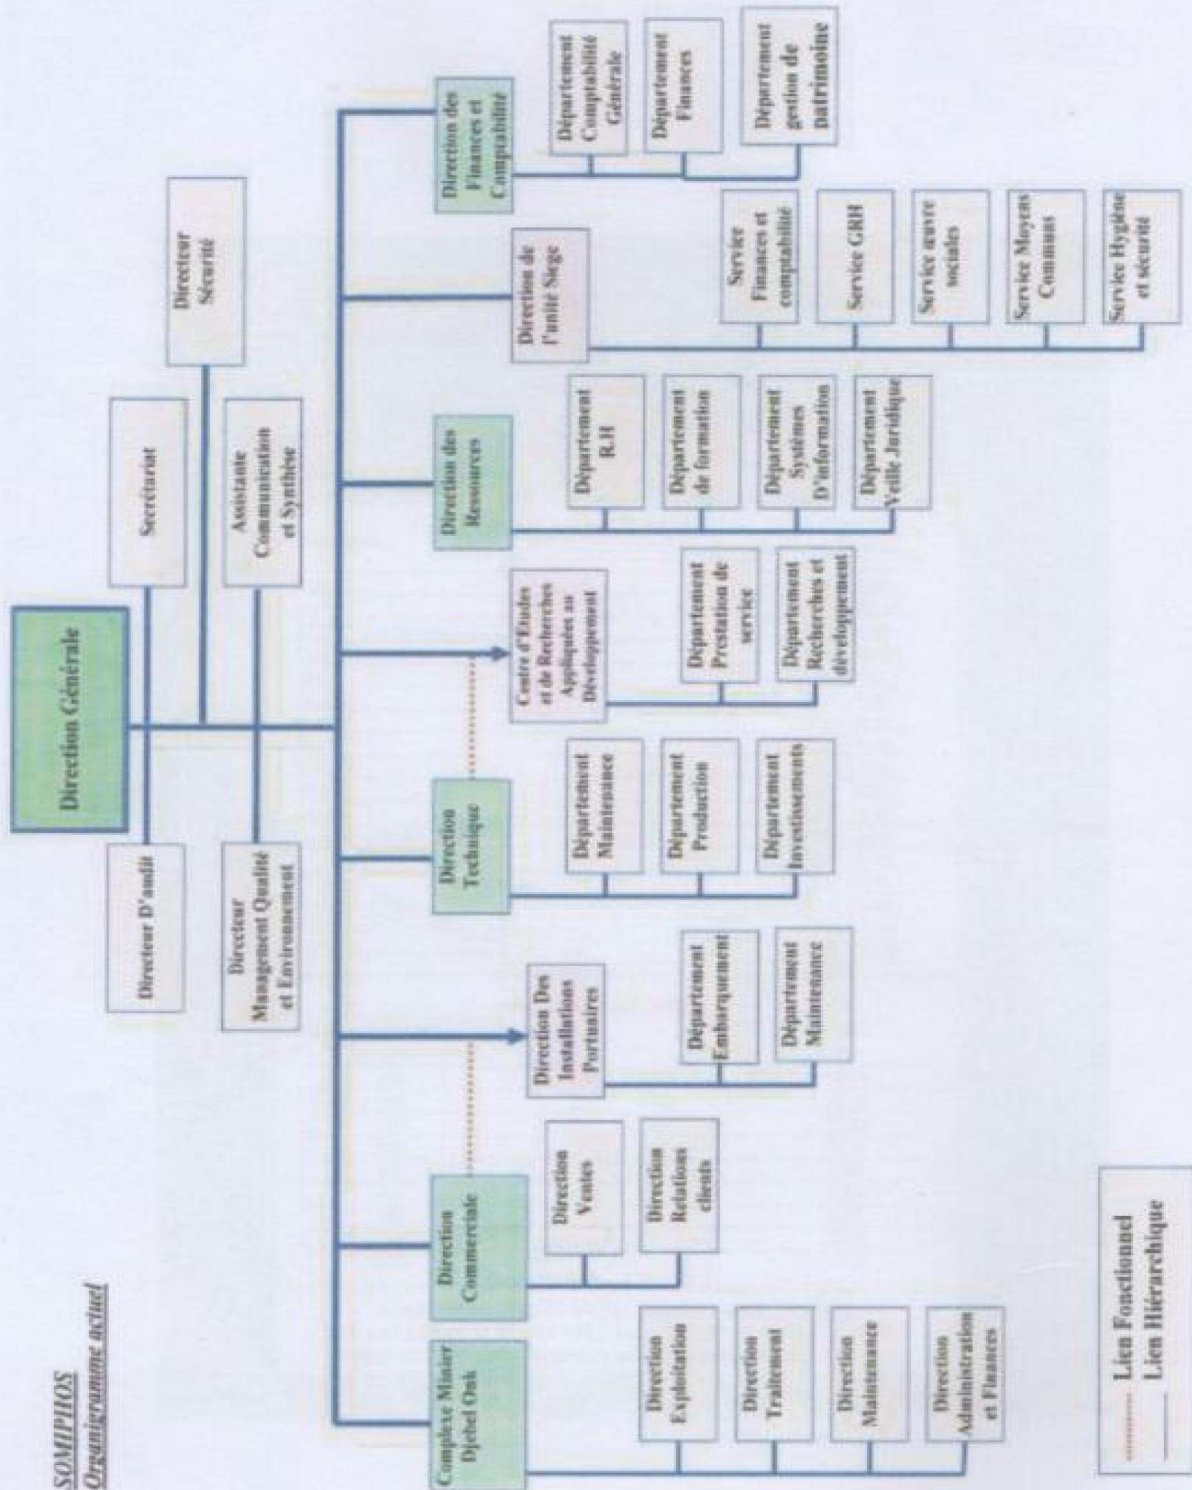 SOMIPHOS
Organigramme actuel
Direction Générale
Directeur D'audit
Secrétariat
Directeur
Sécurité
Directeur
Management Qualité
et Environnement
Assistante
Communication
et Synthèse
Complexe Minier
Djebel Onk
Direction
Exploitation
Direction
Traitement
Direction
Maintenance
Direction
Administration
et Finances
Direction
Commerciale
Direction
Ventes
Direction
Relations
clients
Direction Des
Installations
Portuaires
Département
Embarquement
Département
Maintenance
Direction
Technique
Département
Maintenance
Département
Production
Département
Investissements
Centre d'Etudes
et de Recherches
Appliquées au
Développement
Département
Prestation de
service
Département
Recherches et
développement
Direction des
Ressources
Département
R.H
Département
de formation
Département
Systèmes
D'information
Département
Veille Juridique
Direction de
l'unité Siege
Service
Finances et
comptabilité
Service GRH
Service œuvre
sociales
Service Moyens
Communs
Service Hygiène
et sécurité
Direction des
Finances et
Comptabilité
Département
Comptabilité
Générale
Département
Finances
Département
gestion de
patrimoine
Lien Fonctionnel
Lien Hiérarchique